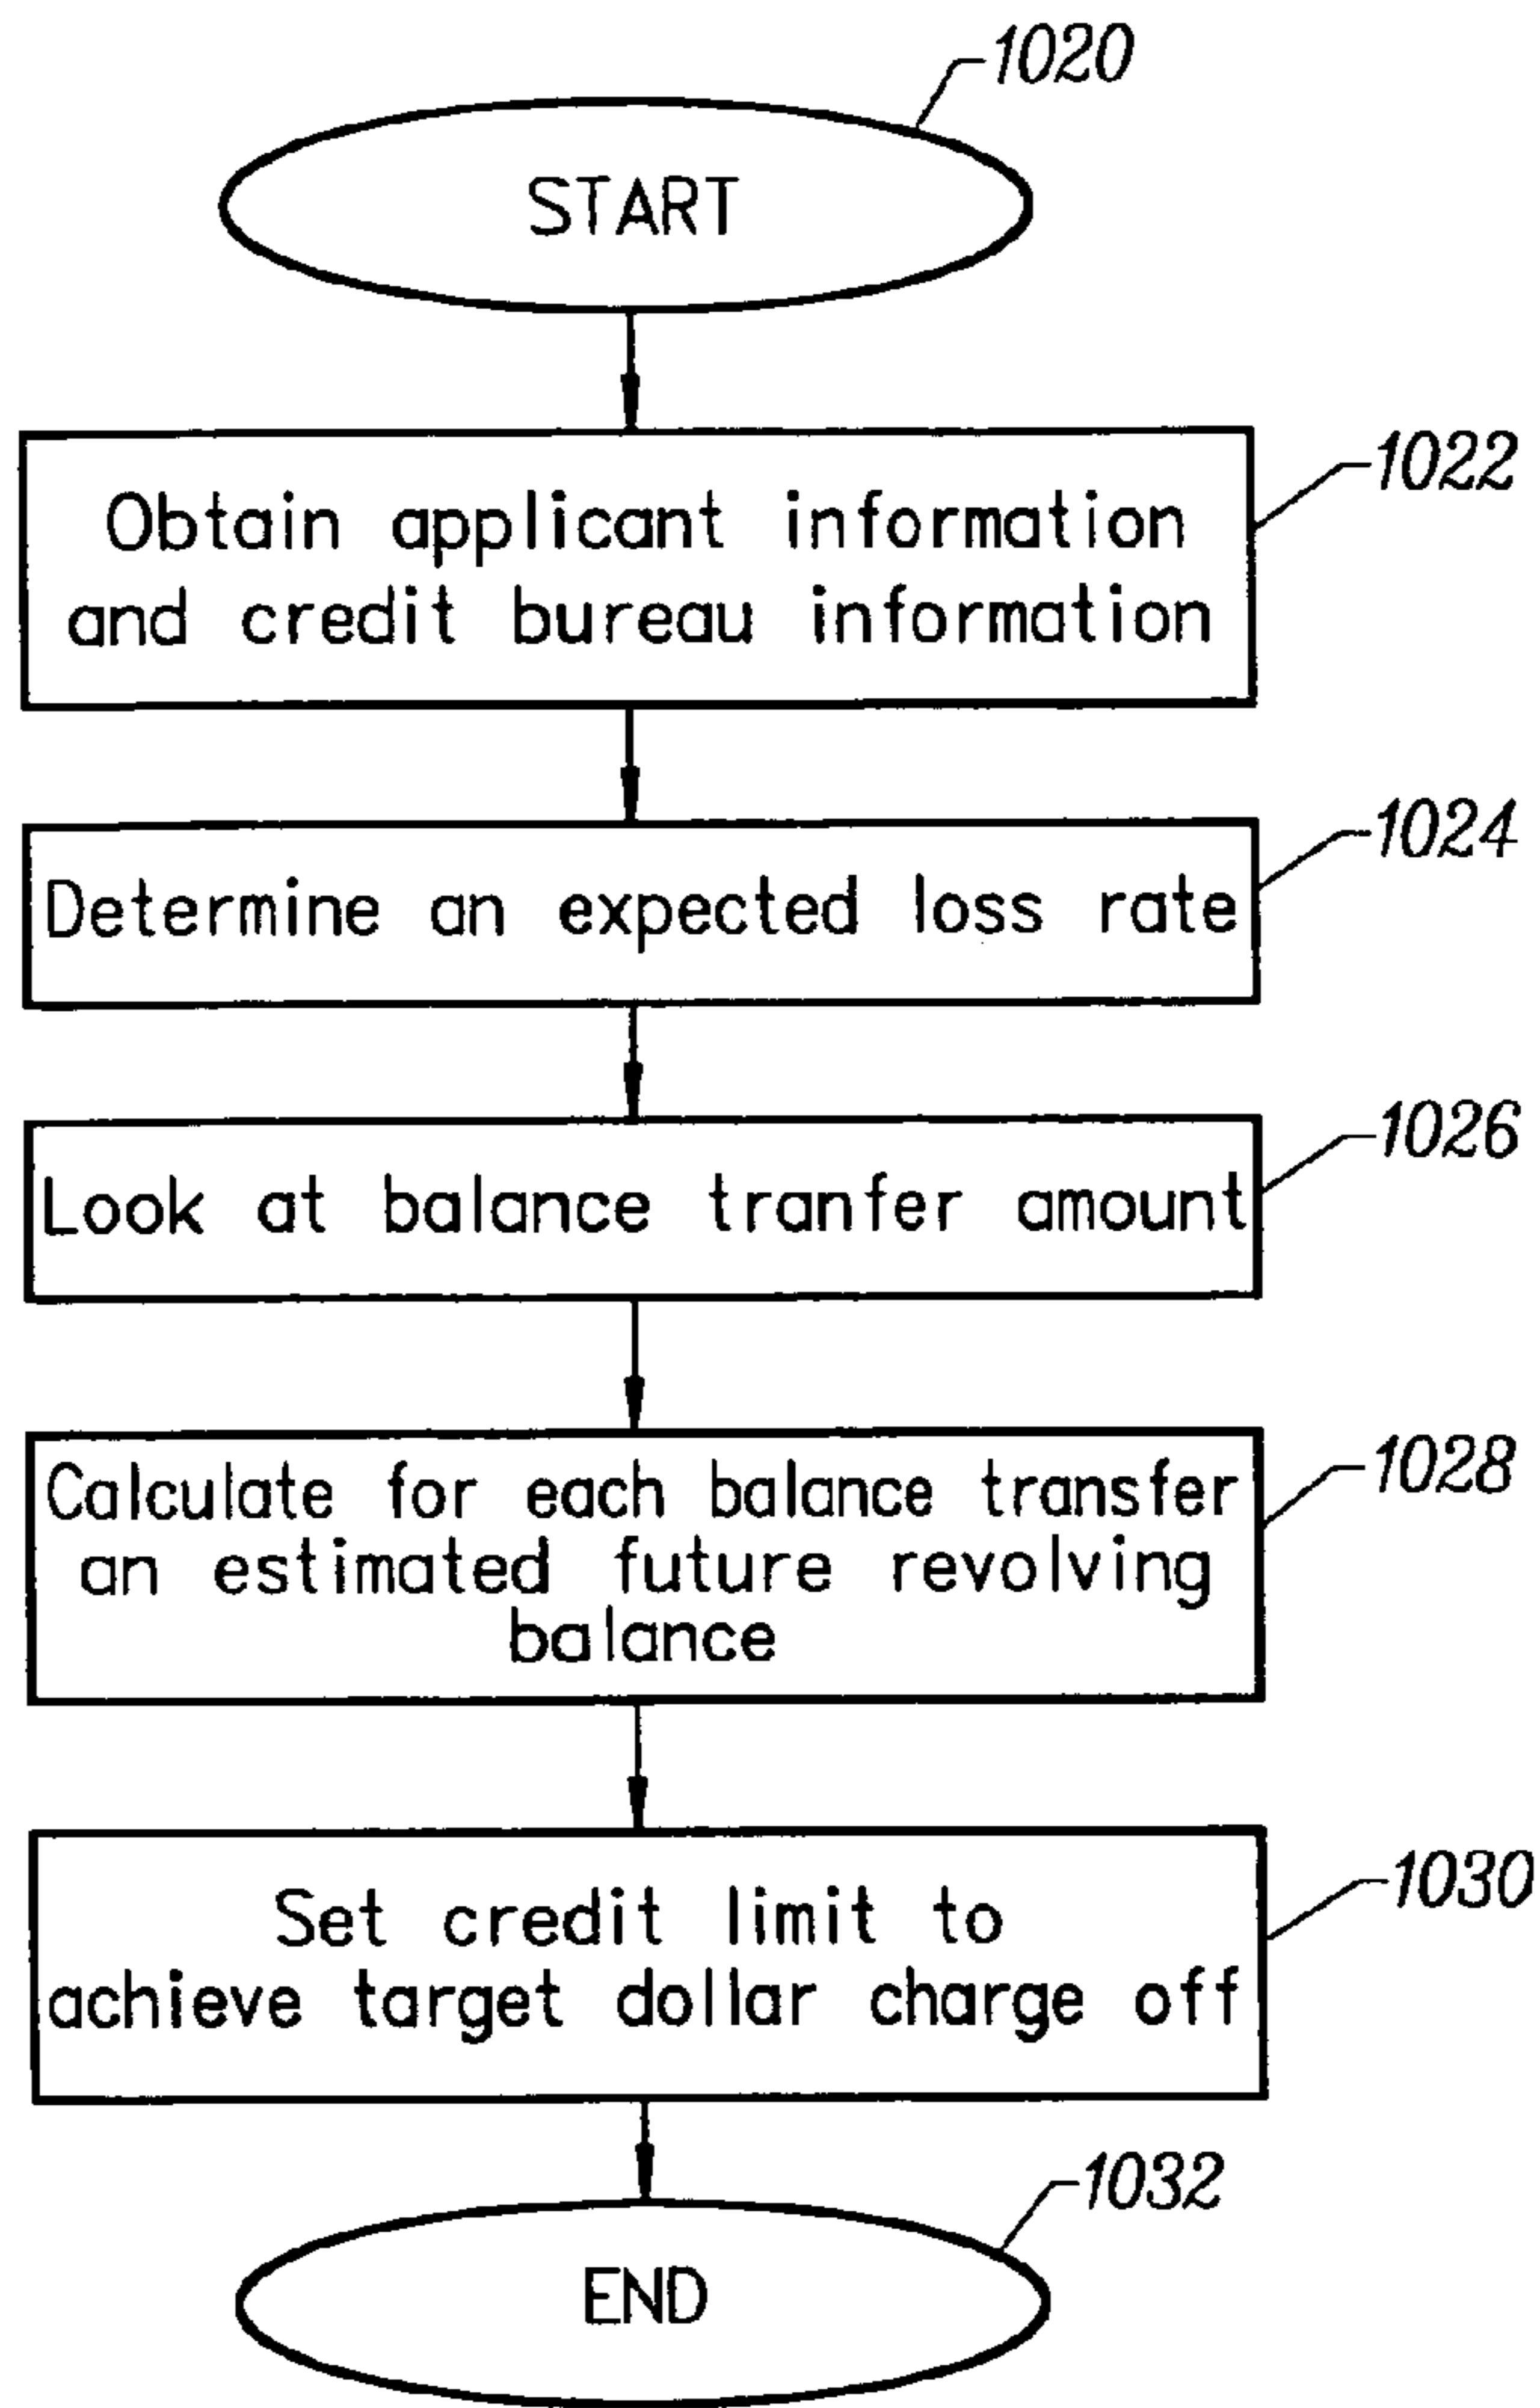 1020
START
1022
Obtain applicant information
and credit bureau information
1024
Determine an expected loss rate
1026
Look at balance tranfer amount
1028
Calculate for each balance transfer
an estimated future revolving
balance
1030
Set credit limit to
achieve target dollar charge off
1032
END